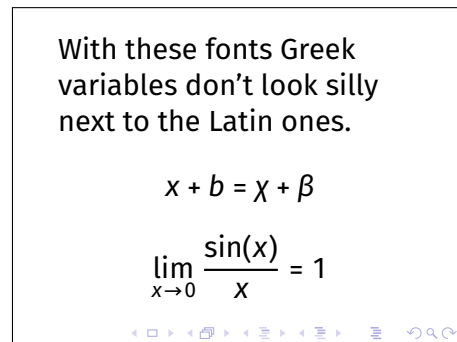 With these fonts Greek
variables don’t look silly
next to the Latin ones.
x + b = χ + β
lim x→0 sin(x)/x = 1